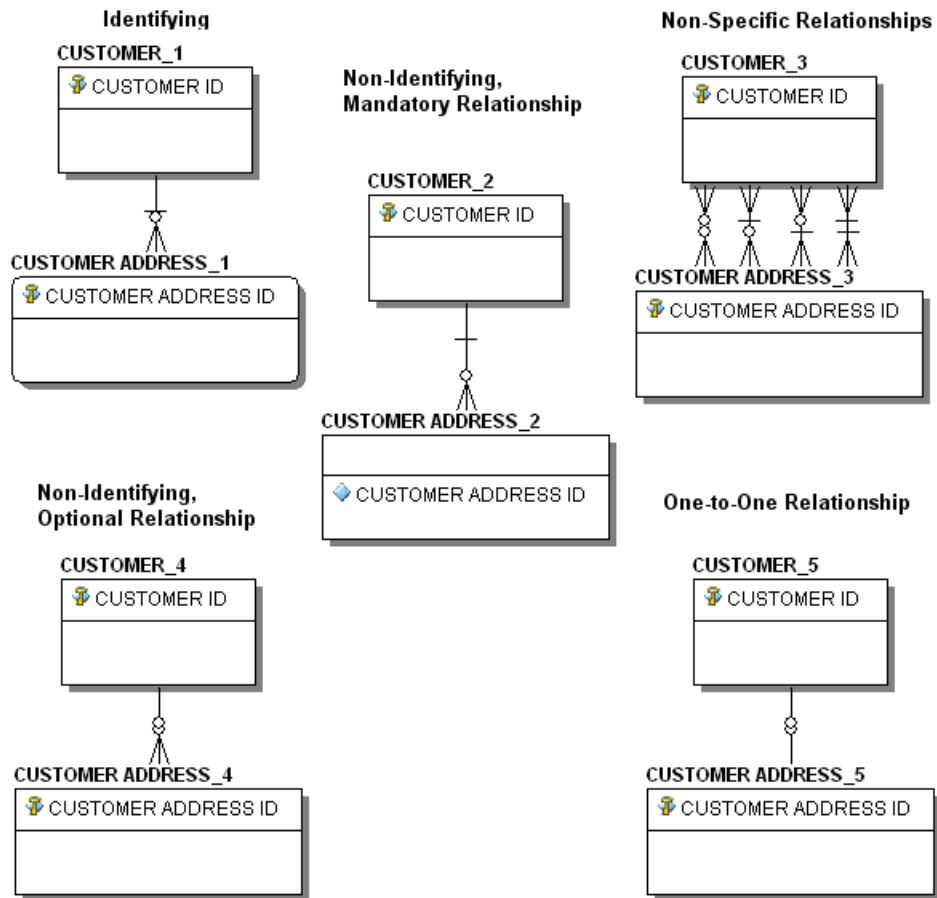 Identifying
CUSTOMER_1
CUSTOMER ID
CUSTOMER ADDRESS_1
CUSTOMER ADDRESS ID
Non-Identifying,
Mandatory Relationship
CUSTOMER_2
CUSTOMER ID
CUSTOMER ADDRESS_2
CUSTOMER ADDRESS ID
Non-Specific Relationships
CUSTOMER_3
CUSTOMER ID
CUSTOMER ADDRESS_3
CUSTOMER ADDRESS ID
Non-Identifying,
Optional Relationship
CUSTOMER_4
CUSTOMER ID
CUSTOMER ADDRESS_4
CUSTOMER ADDRESS ID
One-to-One Relationship
CUSTOMER_5
CUSTOMER ID
CUSTOMER ADDRESS_5
CUSTOMER ADDRESS ID